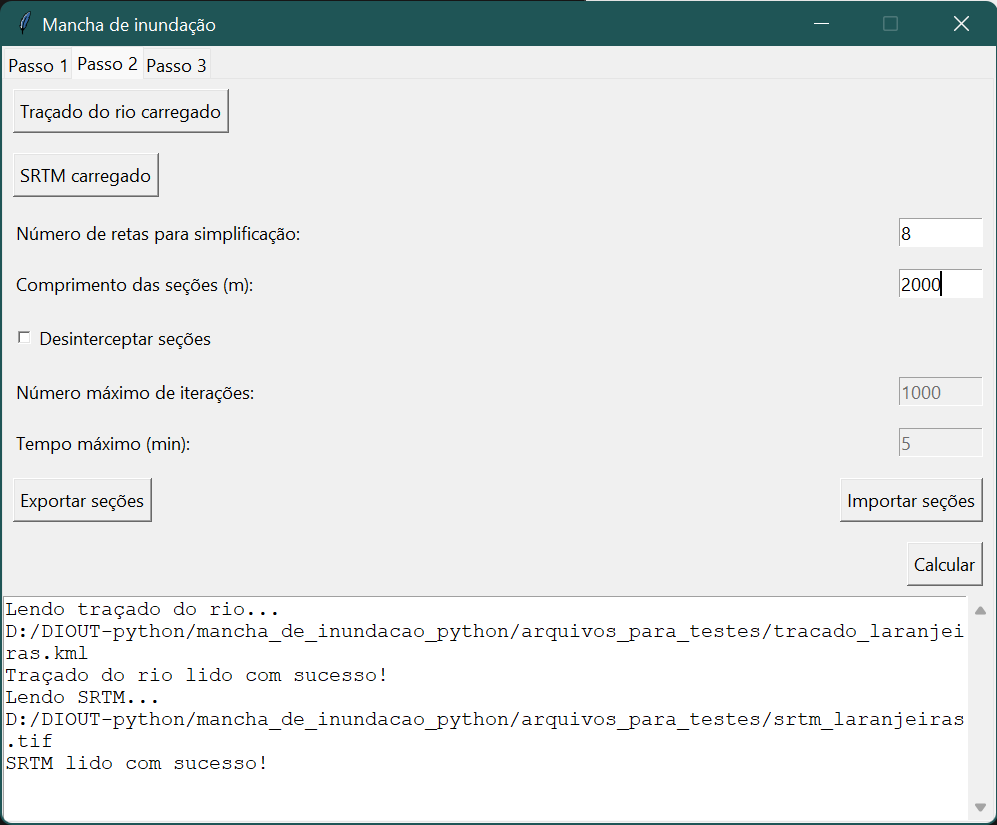 Mancha de inundação
Passo 1 Passo 2 Passo 3
Traçado do rio carregado
SRTM carregado
Número de retas para simplificação: 8
Comprimento das seções (m): 2000
Desinterceptar seções
Número máximo de iterações: 1000
Tempo máximo (min): 5
Exportar seções Importar seções
Calcular
Lendo traçado do rio...
D:/DIOUT-python/mancha_de_inundacao_python/arquivos_para_testes/tracado_laranjei
ras.kml
Traçado do rio lido com sucesso!
Lendo SRTM...
D:/DIOUT-python/mancha_de_inundacao_python/arquivos_para_testes/srtm_laranjeiras
.tif
SRTM lido com sucesso!